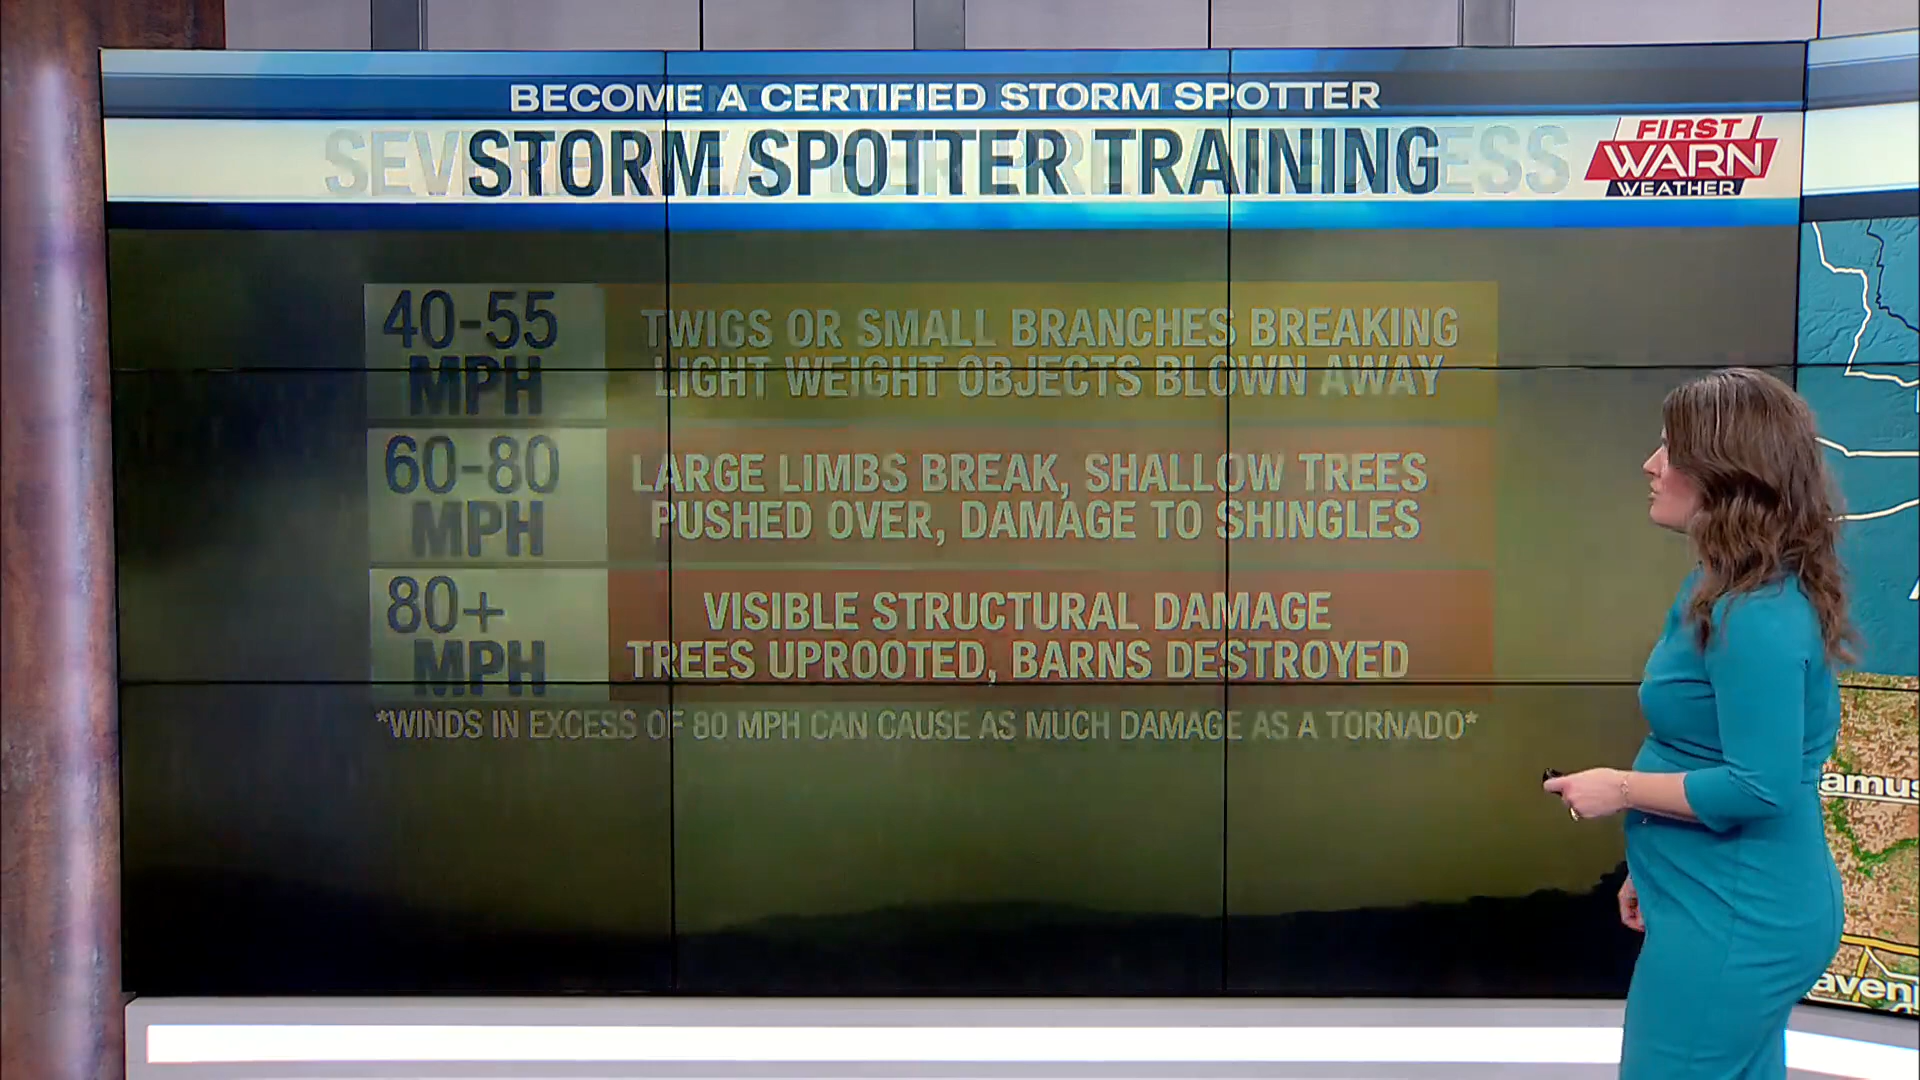 BECOME A CERTIFIED STORM SPOTTER
STORM SPOTTER TRAINING
FIRST
WARN
WEATHER
40-55
MPH
TWIGS OR SMALL BRANCHES BREAKING
LIGHT WEIGHT OBJECTS BLOWN AWAY
60-80
MPH
LARGE LIMBS BREAK, SHALLOW TREES
PUSHED OVER, DAMAGE TO SHINGLES
80+
MPH
VISIBLE STRUCTURAL DAMAGE
TREES UPROOTED, BARNS DESTROYED
*WINDS IN EXCESS OF 80 MPH CAN CAUSE AS MUCH DAMAGE AS A TORNADO*
amus
aven